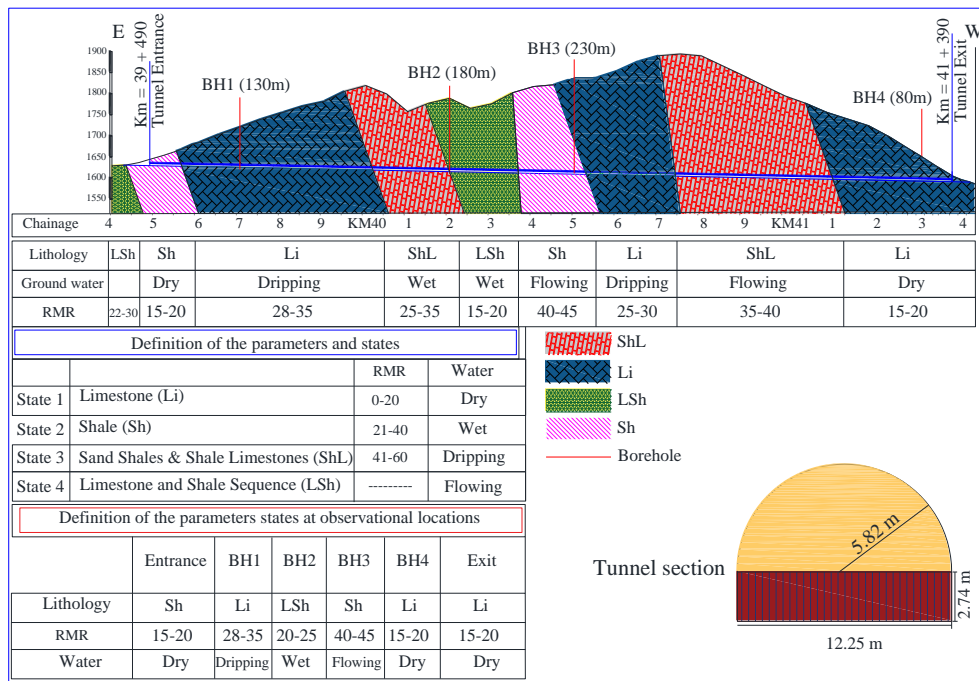 E
W
Km = 39 + 490
Tunnel Entrance
Km = 41 + 390
Tunnel Exit
BH1 (130m)
BH2 (180m)
BH3 (230m)
BH4 (80m)
1900
1850
1800
1750
1700
1650
1600
1550
Chainage 4 5 6 7 8 9 KM40 1 2 3 4 5 6 7 8 9 KM41 1 2 3 4
Lithology LSh Sh Li ShL LSh Sh Li ShL Li
Ground water Dry Dripping Wet Wet Flowing Dripping Flowing Dry
RMR 22-30 15-20 28-35 25-35 15-20 40-45 25-30 35-40 15-20
Definition of the parameters and states
RMR Water
State 1 Limestone (Li) 0-20 Dry
State 2 Shale (Sh) 21-40 Wet
State 3 Sand Shales & Shale Limestones (ShL) 41-60 Dripping
State 4 Limestone and Shale Sequence (LSh) --------- Flowing
Definition of the parameters states at observational locations
Entrance BH1 BH2 BH3 BH4 Exit
Lithology Sh Li LSh Sh Li Li
RMR 15-20 28-35 20-25 40-45 15-20 15-20
Water Dry Dripping Wet Flowing Dry Dry
ShL
Li
LSh
Sh
Borehole
Tunnel section
5.82 m
2.74 m
12.25 m